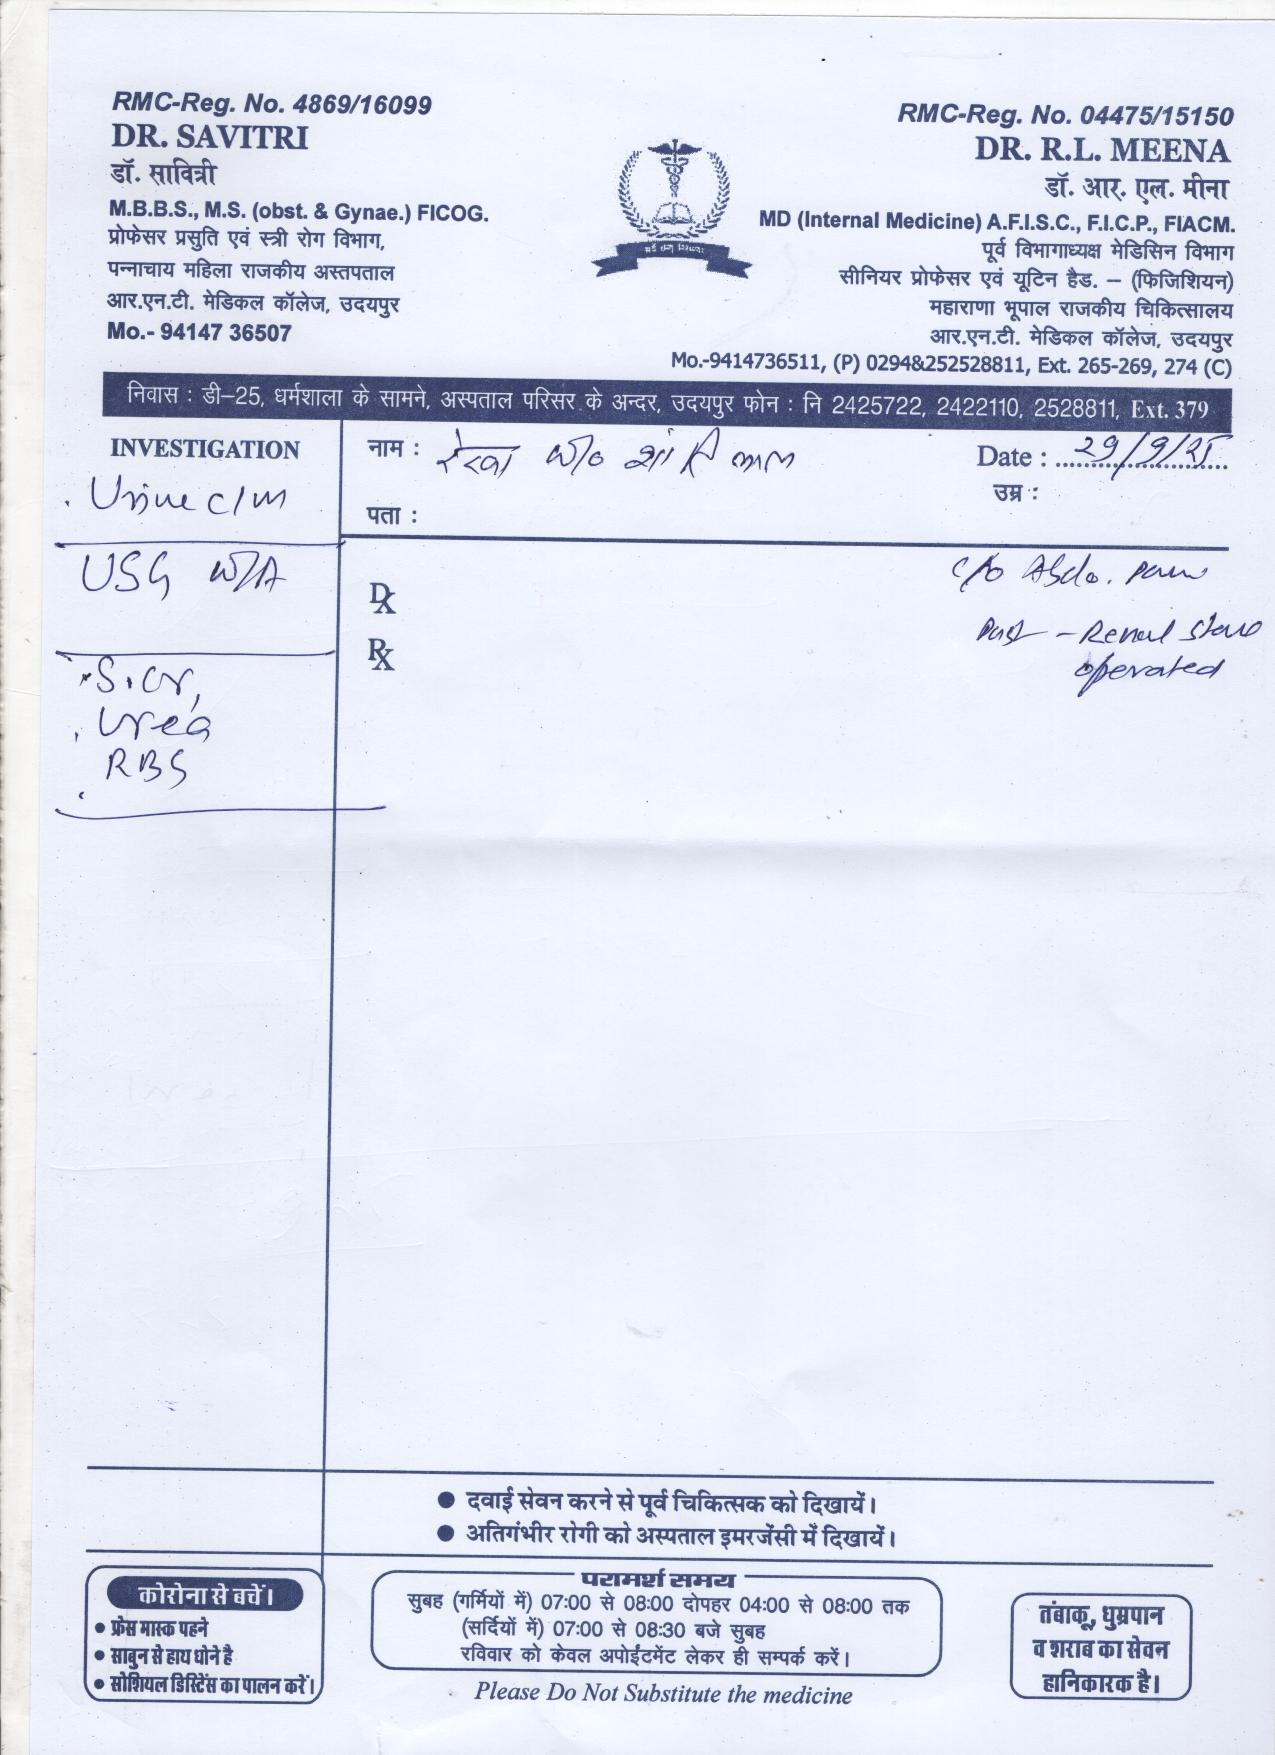 RMC-Reg. No. 4869/16099
DR. SAVITRI
डॉ. सावित्री
M.B.B.S., M.S. (obst. & Gynae.) FICOG.
प्रोफेसर प्रसुति एवं स्त्री रोग विभाग,
पन्नाचाय महिला राजकीय अस्तपताल
आर.एन.टी. मेडिकल कॉलेज, उदयपुर
Mo.- 94147 36507
RMC-Reg. No. 04475/15150
DR. R.L. MEENA
डॉ. आर. एल. मीना
MD (Internal Medicine) A.F.I.S.C., F.I.C.P., FIACM.
पूर्व विभागाध्यक्ष मेडिसिन विभाग
सीनियर प्रोफेसर एवं यूटिन हैड. – (फिजिशियन)
महाराणा भूपाल राजकीय चिकित्सालय
आर.एन.टी. मेडिकल कॉलेज, उदयपुर
Mo.-9414736511, (P) 0294&252528811, Ext. 265-269, 274 (C)
निवास : डी–25, धर्मशाला के सामने, अस्पताल परिसर के अन्दर, उदयपुर फोन : नि 2425722, 2422110, 2528811, Ext. 379
INVESTIGATION
Urine c/m
USG W/A
S.Cr,
Urea
RBS
नाम : रेखा w/o शांति लाल
Date : 29/9/25
उम्र :
पता :
Dx
Rx
c/o Abdo. pain
Past - Renal stone
operated
● दवाई सेवन करने से पूर्व चिकित्सक को दिखायें।
● अतिगंभीर रोगी को अस्पताल इमरजेंसी में दिखायें।
कोरोना से बचें।
● फ्रेस मास्क पहने
● साबुन से हाथ धोने है
● सोशियल डिस्टिेंस का पालन करें।
परामर्श समय
सुबह (गर्मियों में) 07:00 से 08:00 दोपहर 04:00 से 08:00 तक
(सर्दियों में) 07:00 से 08:30 बजे सुबह
रविवार को केवल अपोईटमेंट लेकर ही सम्पर्क करें।
Please Do Not Substitute the medicine
तंबाकू, धुम्रपान
व शराब का सेवन
हानिकारक है।